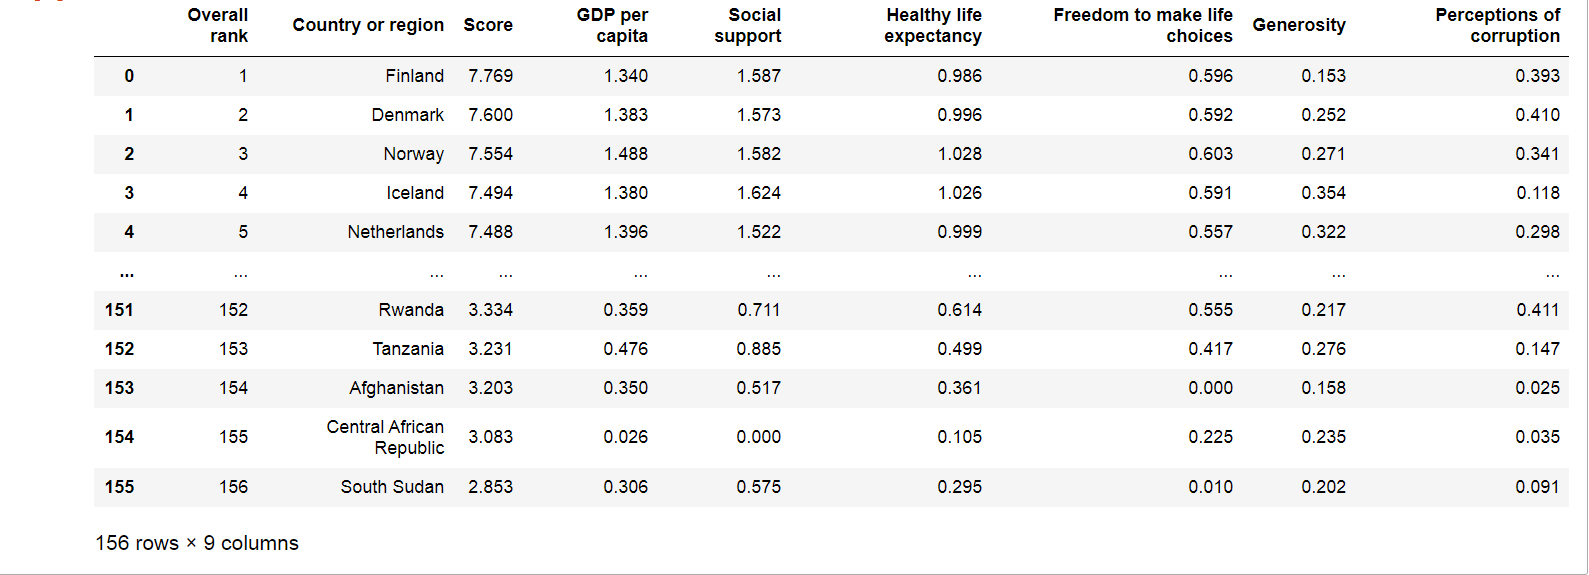 Overall rank Country or region Score GDP per capita Social support Healthy life expectancy Freedom to make life choices Generosity Perceptions of corruption
0 1 Finland 7.769 1.340 1.587 0.986 0.596 0.153 0.393
1 2 Denmark 7.600 1.383 1.573 0.996 0.592 0.252 0.410
2 3 Norway 7.554 1.488 1.582 1.028 0.603 0.271 0.341
3 4 Iceland 7.494 1.380 1.624 1.026 0.591 0.354 0.118
4 5 Netherlands 7.488 1.396 1.522 0.999 0.557 0.322 0.298
... ... ... ... ... ... ... ... ... ...
151 152 Rwanda 3.334 0.359 0.711 0.614 0.555 0.217 0.411
152 153 Tanzania 3.231 0.476 0.885 0.499 0.417 0.276 0.147
153 154 Afghanistan 3.203 0.350 0.517 0.361 0.000 0.158 0.025
154 155 Central African Republic 3.083 0.026 0.000 0.105 0.225 0.235 0.035
155 156 South Sudan 2.853 0.306 0.575 0.295 0.010 0.202 0.091
156 rows × 9 columns